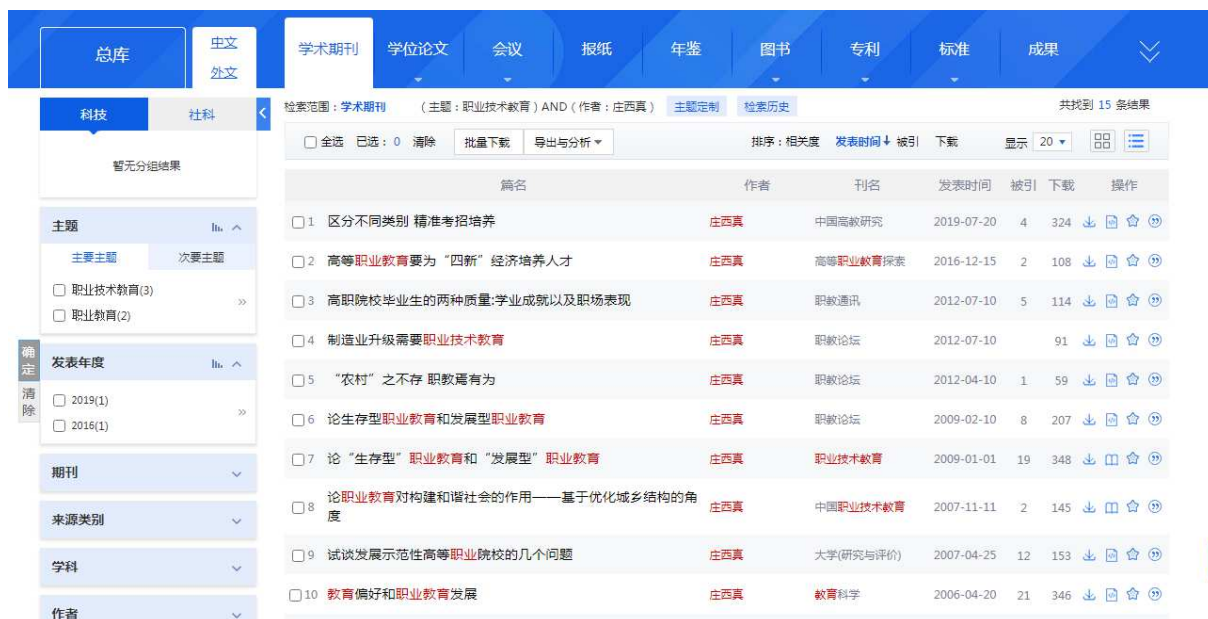 总库
中文
外文
学术期刊 学位论文 会议 报纸 年鉴 图书 专利 标准 成果
科技 社科
暂无分组结果
检索范围：学术期刊 （主题：职业技术教育）AND（作者：庄西真） 主题定制 检索历史 共找到 15 条结果
全选 已选：0 清除 批量下载 导出与分析 排序：相关度 发表时间↓ 被引 下载 显示 20
篇名 作者 刊名 发表时间 被引 下载 操作
1 区分不同类别 精准考招培养 庄西真 中国高教研究 2019-07-20 4 324
2 高等职业教育要为“四新”经济培养人才 庄西真 高等职业教育探索 2016-12-15 2 108
3 高职院校毕业生的两种质量:学业成就以及职场表现 庄西真 职教通讯 2012-07-10 5 114
4 制造业升级需要职业技术教育 庄西真 职教论坛 2012-07-10 91
5 “农村”之不存 职教焉有为 庄西真 职教论坛 2012-04-10 1 59
6 论生存型职业教育和发展型职业教育 庄西真 职教论坛 2009-02-10 8 207
7 论“生存型”职业教育和“发展型”职业教育 庄西真 职业技术教育 2009-01-01 19 348
8 论职业教育对构建和谐社会的作用——基于优化城乡结构的角
度 庄西真 中国职业技术教育 2007-11-11 2 145
9 试谈发展示范性高等职业院校的几个问题 庄西真 大学(研究与评价) 2007-04-25 12 153
10 教育偏好和职业教育发展 庄西真 教育科学 2006-04-20 21 346
主题
主要主题 次要主题
职业技术教育(3)
职业教育(2)
发表年度
2019(1)
2016(1)
期刊
来源类别
学科
作者
确定
清除